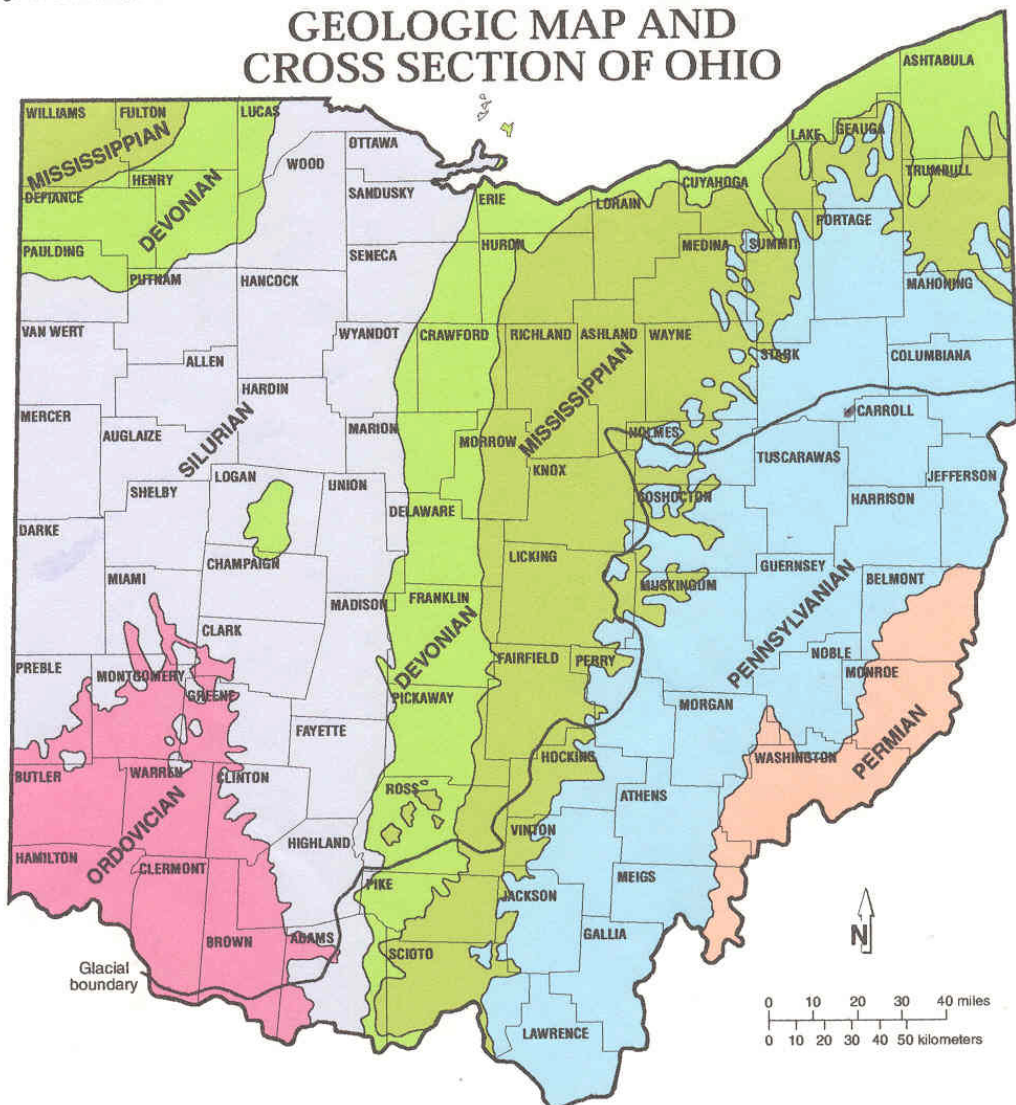 GEOLOGIC MAP AND
CROSS SECTION OF OHIO
ASHTABULA
WILLIAMS
FULTON
LUCAS
LAKE
GEAUGA
OTTAWA
WOOD
MISSISSIPPIAN
TRUMBULL
HENRY
CUYAHOGA
DEFIANCE
SANDUSKY
ERIE
LORAIN
DEVONIAN
PORTAGE
PAULDING
SENECA
HURON
MEDINA
SUMMIT
PUTNAM
HANCOCK
MAHONING
VAN WERT
WYANDOT
CRAWFORD
RICHLAND
ASHLAND
WAYNE
ALLEN
STARK
COLUMBIANA
HARDIN
MISSISSIPPIAN
MERCER
CARROLL
AUGLAIZE
SILURIAN
MARION
MORROW
HOLMES
TUSCARAWAS
LOGAN
KNOX
JEFFERSON
SHELBY
UNION
COSHOCTON
HARRISON
DELAWARE
DARKE
LICKING
CHAMPAIGN
GUERNSEY
MIAMI
BELMONT
MUSKINGUM
MADISON
FRANKLIN
CLARK
PENNSYLVANIAN
DEVONIAN
NOBLE
PREBLE
FAIRFIELD
PERRY
MONTGOMERY
MONROE
GREENE
PICKAWAY
MORGAN
FAYETTE
PERMIAN
HOCKING
WASHINGTON
BUTLER
WARREN
CLINTON
ROSS
ATHENS
ORDOVICIAN
VINTON
HIGHLAND
HAMILTON
CLERMONT
MEIGS
PIKE
JACKSON
GALLIA
BROWN
ADAMS
SCIOTO
N
Glacial
boundary
LAWRENCE
0 10 20 30 40 miles
0 10 20 30 40 50 kilometers